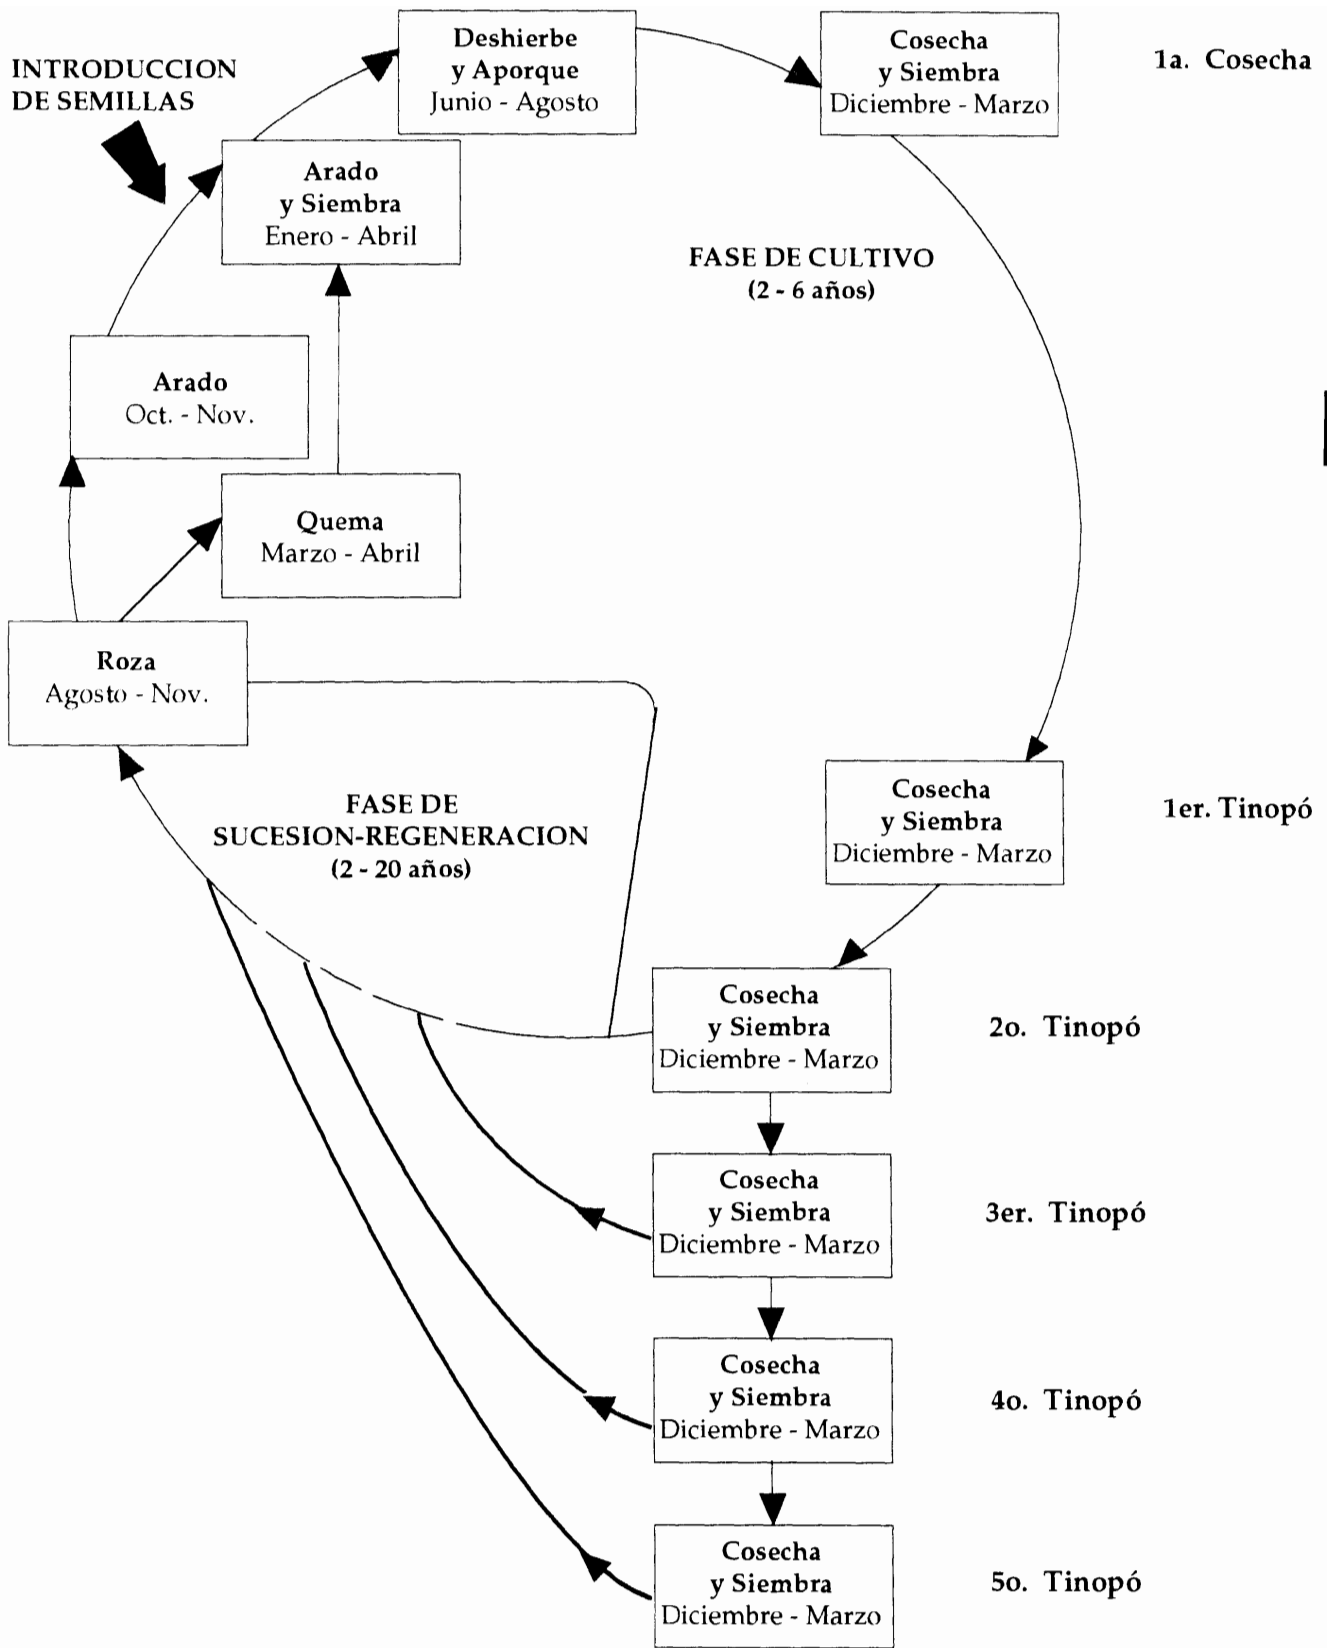 INTRODUCCION
DE SEMILLAS
Deshierbe
y Aporque
Junio - Agosto
Cosecha
y Siembra
Diciembre - Marzo
1a. Cosecha
Arado
y Siembra
Enero - Abril
FASE DE CULTIVO
(2 - 6 años)
Arado
Oct. - Nov.
Quema
Marzo - Abril
Roza
Agosto - Nov.
FASE DE
SUCESION-REGENERACION
(2 - 20 años)
Cosecha
y Siembra
Diciembre - Marzo
1er. Tinopó
Cosecha
y Siembra
Diciembre - Marzo
2o. Tinopó
Cosecha
y Siembra
Diciembre - Marzo
3er. Tinopó
Cosecha
y Siembra
Diciembre - Marzo
4o. Tinopó
Cosecha
y Siembra
Diciembre - Marzo
5o. Tinopó